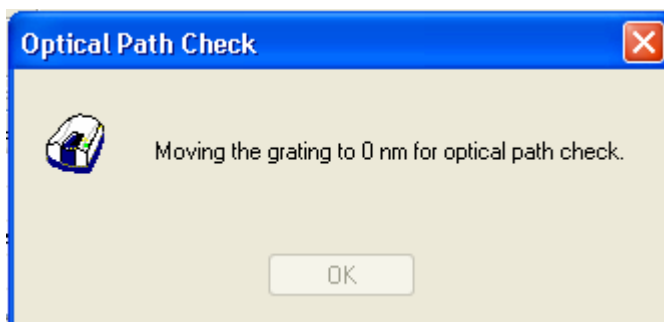 Optical Path Check
Moving the grating to 0 nm for optical path check.
OK